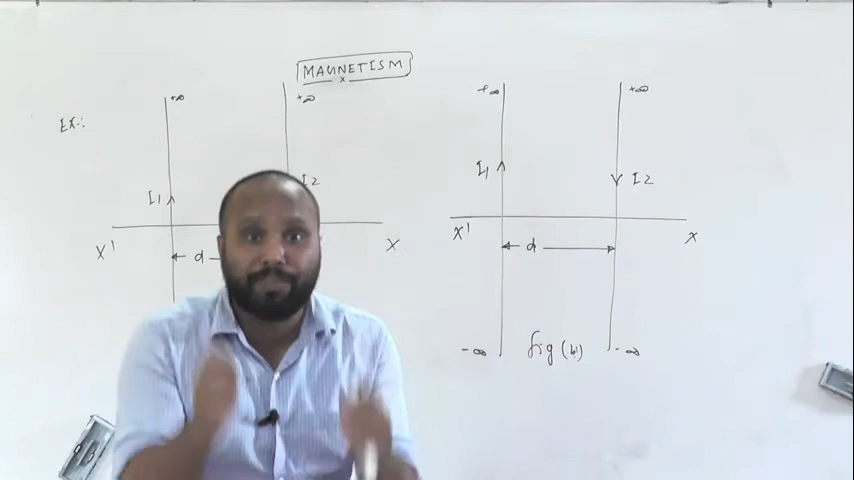 MAGNETISM
x
EX:-
+∞
+∞
I1
I2
X'
X
d
+∞
+∞
I1
I2
X'
X
d
-∞
fig (b)
-∞